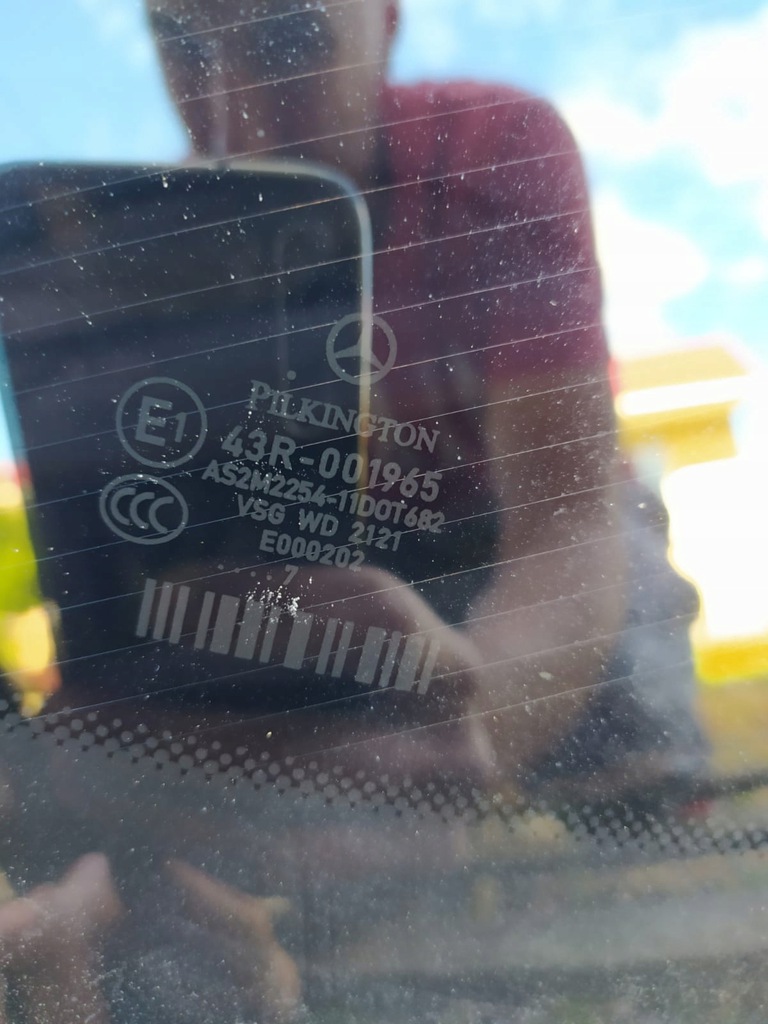 PILKINGTON
E1
43R-001965
AS2M2254-11DOT682
CCC
VSG WD 2121
E000202
7